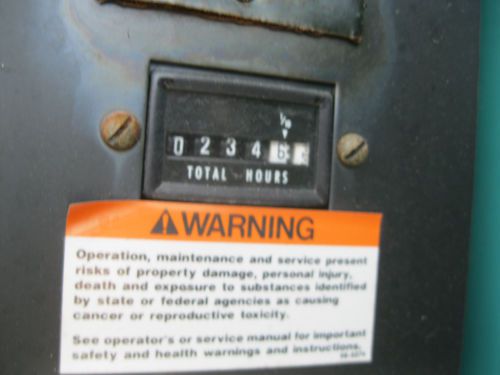 1/10
0 2 3 4 6
TOTAL HOURS
WARNING
Operation, maintenance and service present
risks of property damage, personal injury,
death and exposure to substances identified
by state or federal agencies as causing
cancer or reproductive toxicity.
See operator's or service manual for important
safety and health warnings and instructions.